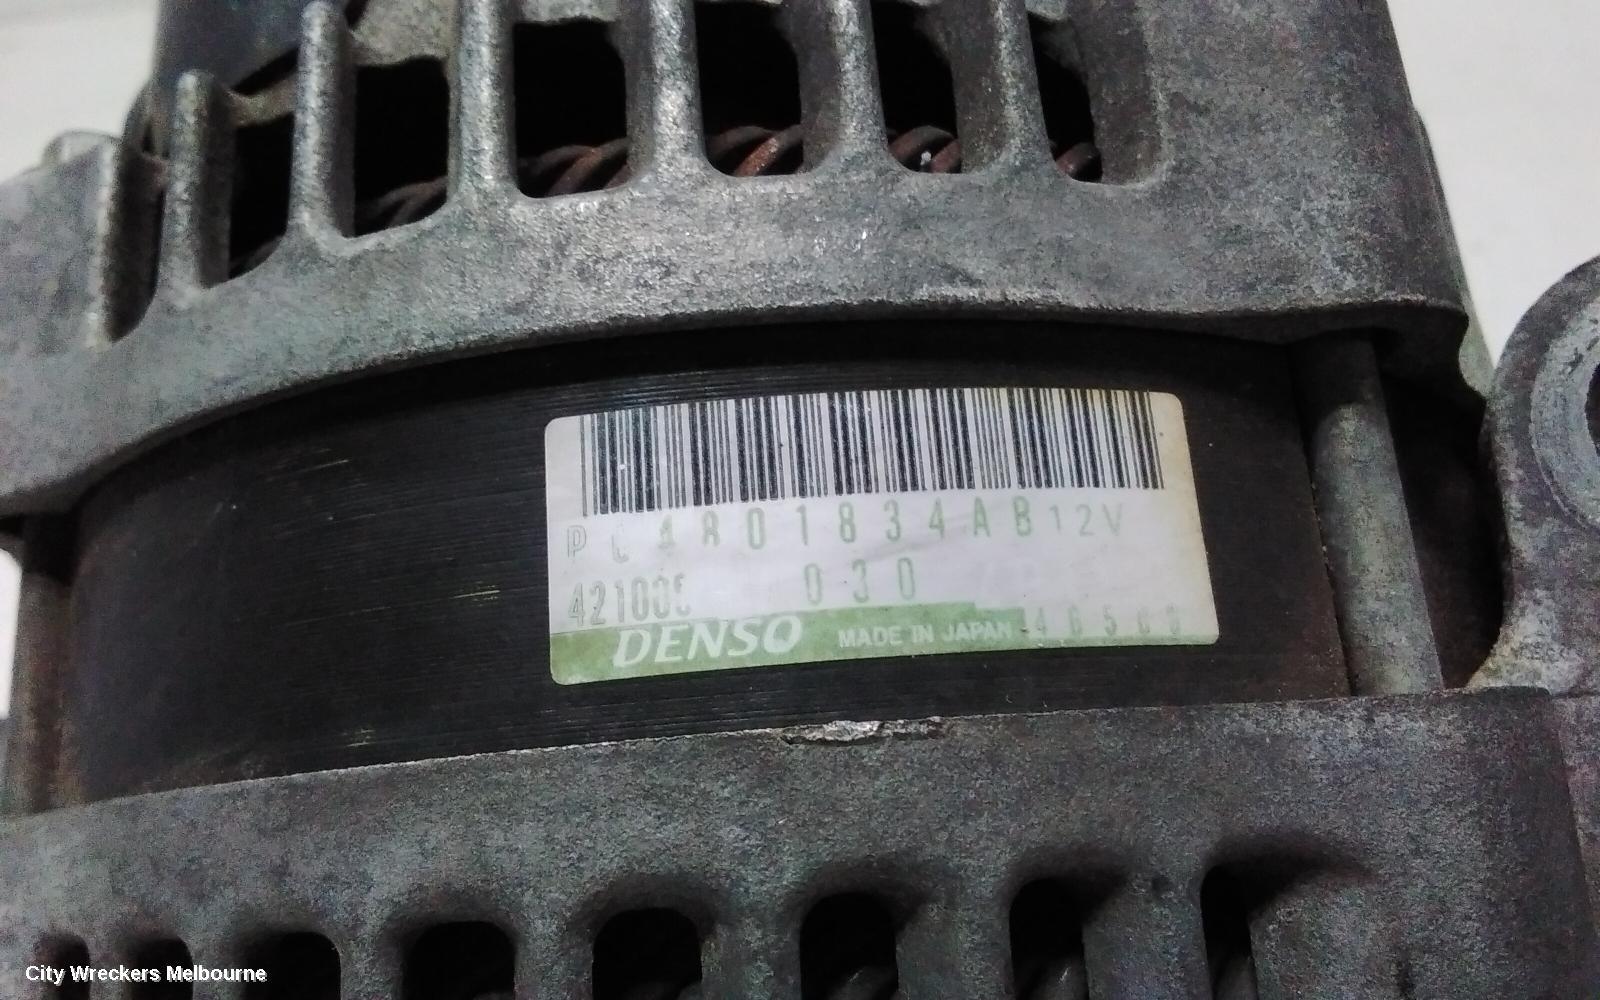 P 4801834AB 12V
421000 030
DENSO MADE IN JAPAN
City Wreckers Melbourne